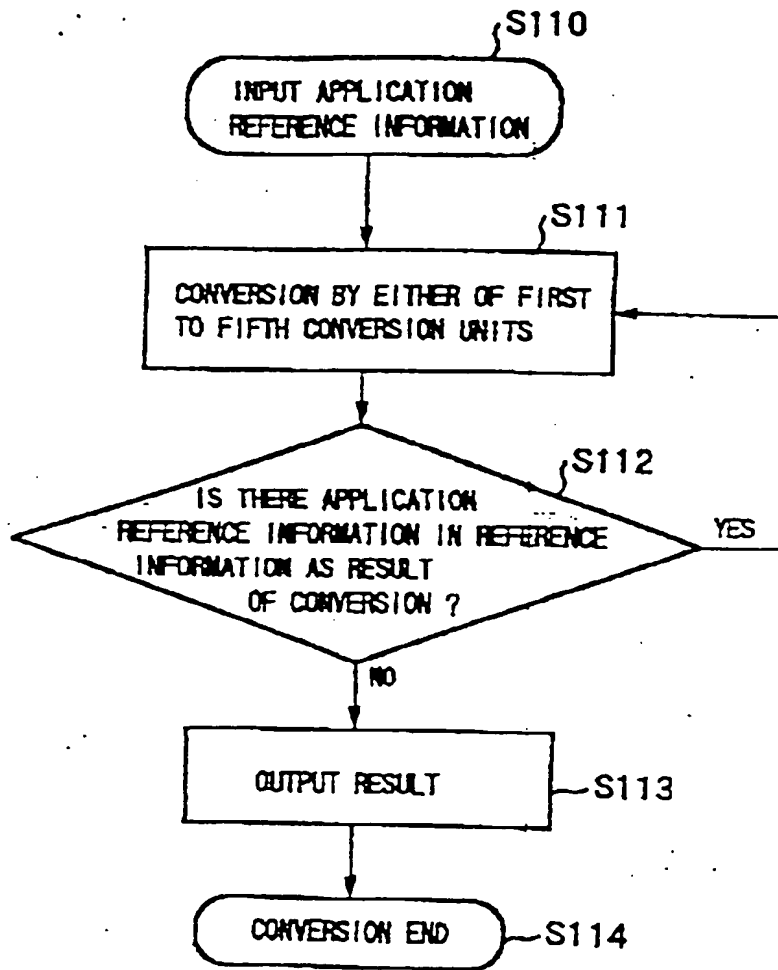 S110
INPUT APPLICATION
REFERENCE INFORMATION
S111
CONVERSION BY EITHER OF FIRST
TO FIFTH CONVERSION UNITS
S112
IS THERE APPLICATION
REFERENCE INFORMATION IN REFERENCE
INFORMATION AS RESULT
OF CONVERSION ?
YES
NO
OUTPUT RESULT
S113
CONVERSION END
S114